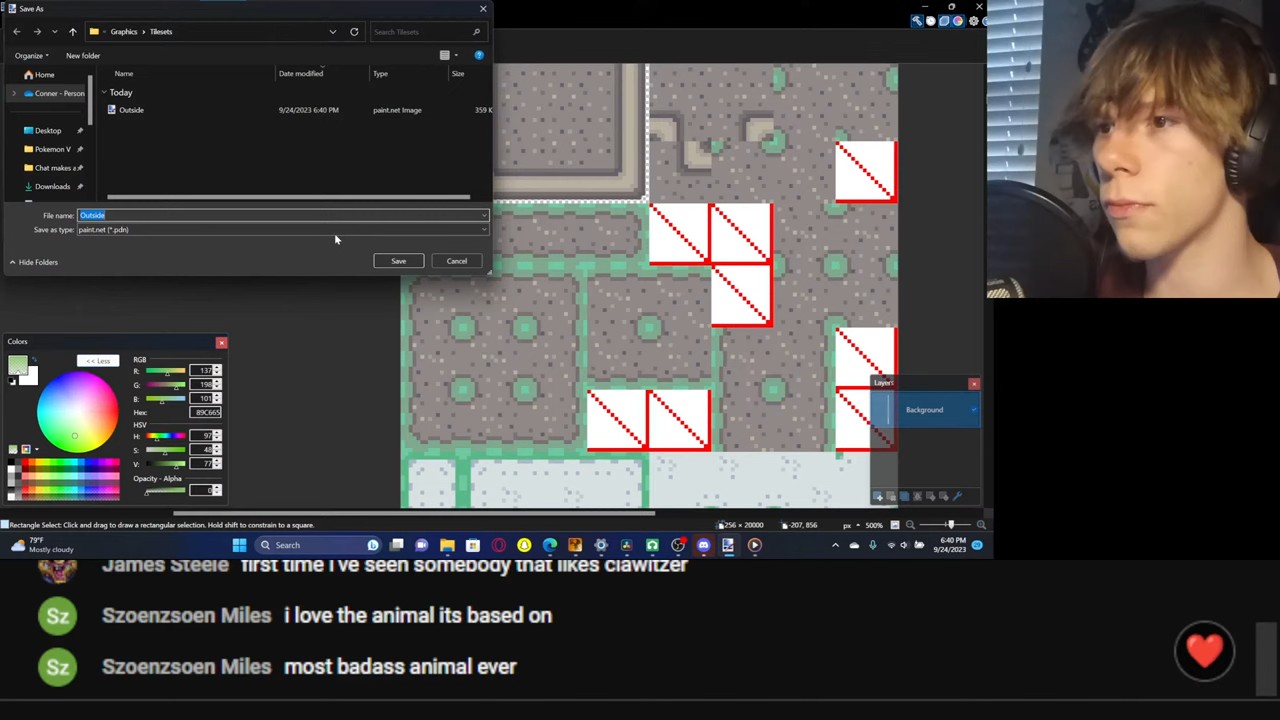 Save As
Graphics > Tilesets
Search Tilesets
Organize
New folder
Name
Date modified
Type
Size
Home
Conner - Person
Today
Outside
9/24/2023 6:40 PM
paint.net Image
359 K
Desktop
Pokemon V
Chat makes a
Downloads
File name:
Outside
Save as type:
paint.net (*.pdn)
Hide Folders
Save
Cancel
Colors
<< Less
RGB
R:
137
G:
198
B:
101
Hex:
89C665
HSV
H:
97
S:
48
V:
77
Opacity - Alpha
0
Layers
Background
Rectangle Select: Click and drag to draw a rectangular selection. Hold shift to constrain to a square.
256 × 20000
-207, 856
px
500%
79°F
Mostly cloudy
Search
6:40 PM
9/24/2023
James Steele first time i've seen somebody that likes clawitzer
Sz
Szoenzsoen Miles i love the animal its based on
Sz
Szoenzsoen Miles most badass animal ever